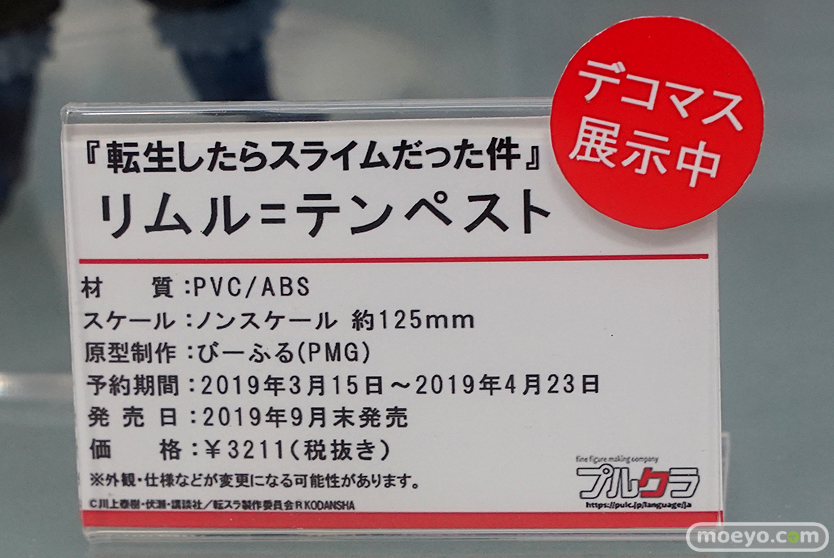 デコマス
展示中
『転生したらスライムだった件』
リムル=テンペスト
材　質:PVC/ABS
スケール:ノンスケール 約125mm
原型制作:びーふる(PMG)
予約期間:2019年3月15日～2019年4月23日
発売日:2019年9月末発売
価　格:￥3211(税抜き)
※外観・仕様などが変更になる可能性があります。
©川上泰樹・伏瀬・講談社／転スラ製作委員会R KODANSHA
fine figure making company
プルクラ
https://pulc.jp/language/ja
moeyo.com